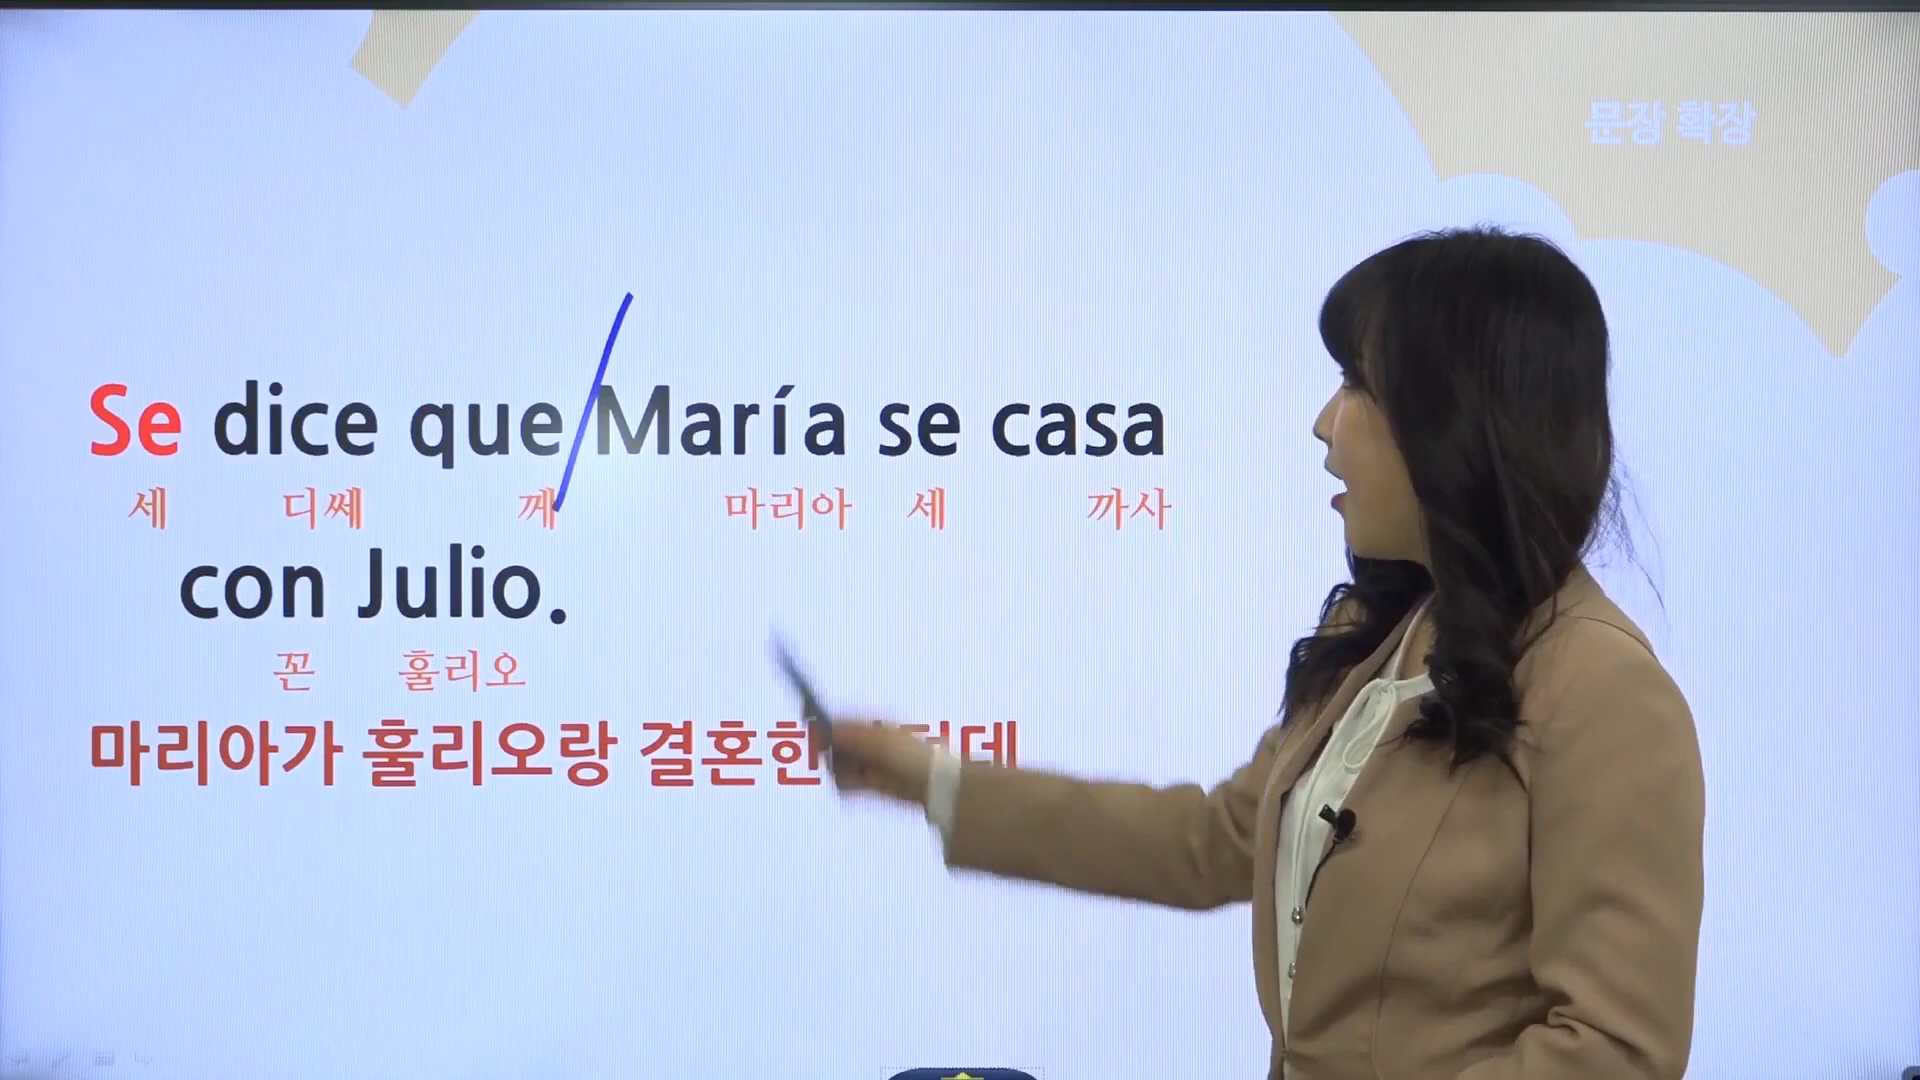 문장 확장
Se dice que María se casa
세 디쎄 께 마리아 세 까사
con Julio.
꼰 훌리오
마리아가 훌리오랑 결혼한